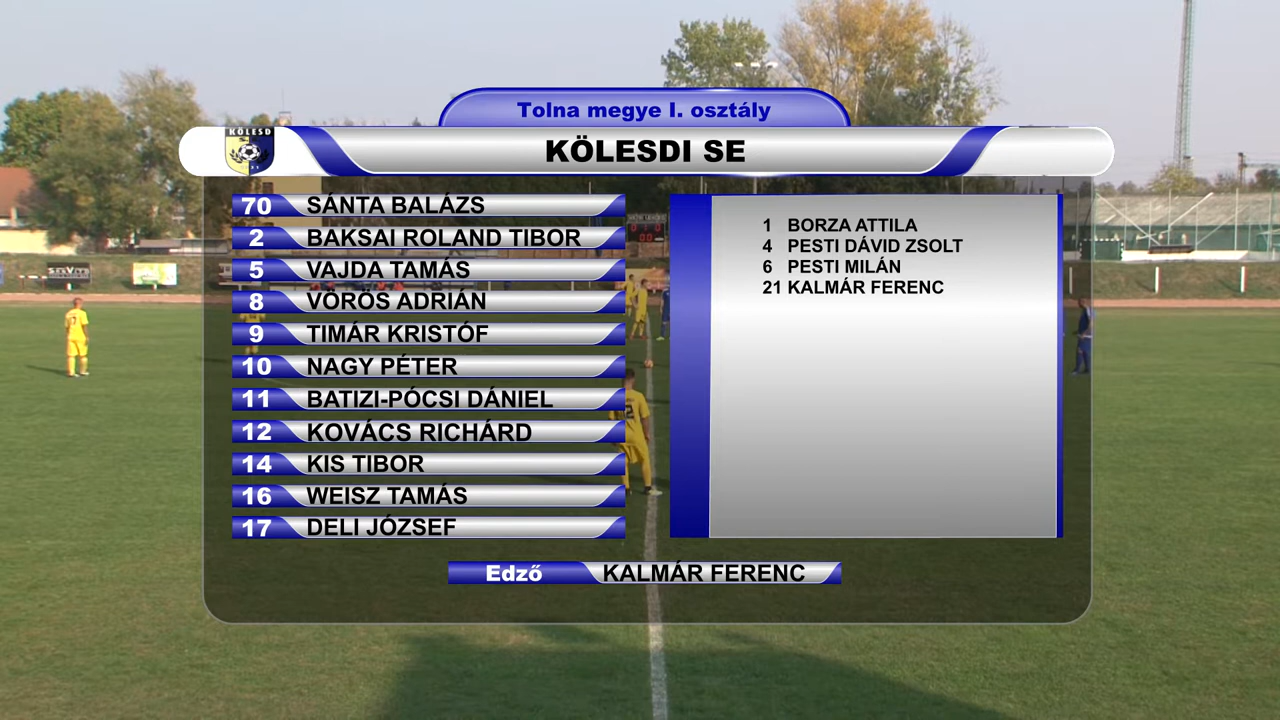 Tolna megye I. osztály
KÖLESD
KÖLESDI SE
70 SÁNTA BALÁZS
2 BAKSAI ROLAND TIBOR
5 VAJDA TAMÁS
8 VÖRÖS ADRIÁN
9 TIMÁR KRISTÓF
10 NAGY PÉTER
11 BATIZI-PÓCSI DÁNIEL
12 KOVÁCS RICHÁRD
14 KIS TIBOR
16 WEISZ TAMÁS
17 DELI JÓZSEF
1 BORZA ATTILA
4 PESTI DÁVID ZSOLT
6 PESTI MILÁN
21 KALMÁR FERENC
Edző KALMÁR FERENC